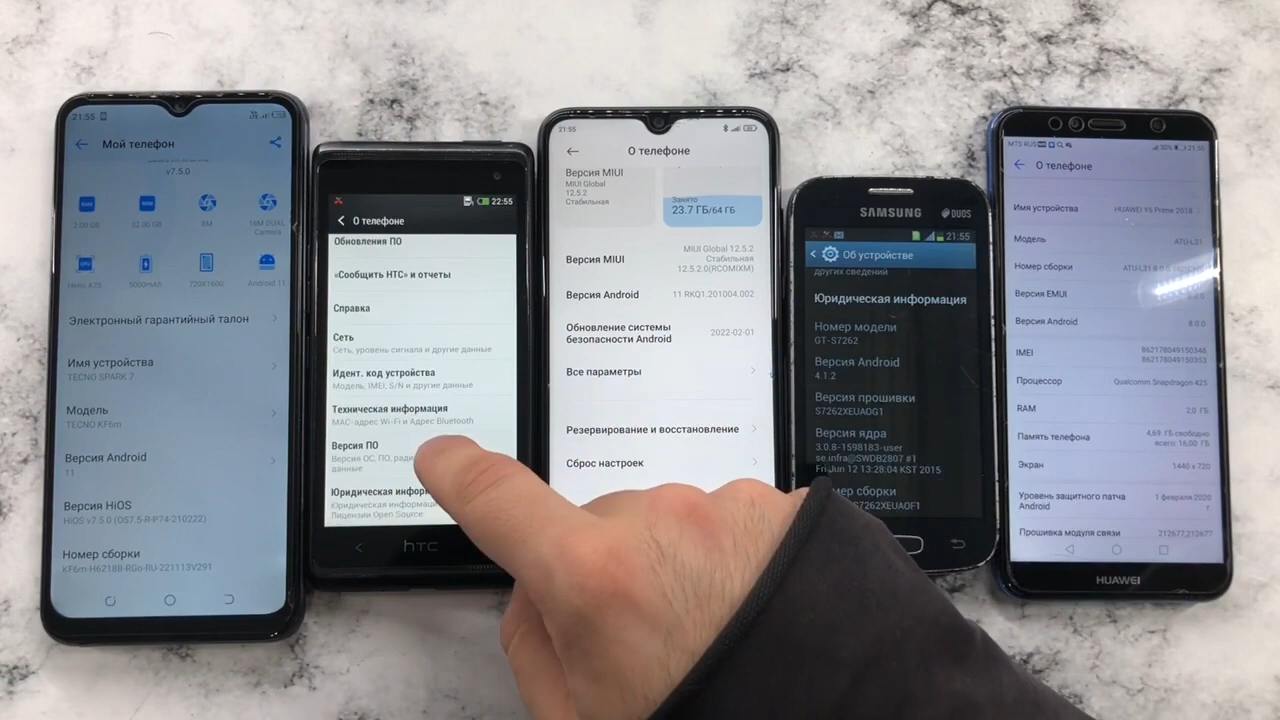 21:55
Мой телефон
v7.5.0
2.00 GB
32.00 GB
8M
16M DUAL
Camera
Helio A25
5000mAh
720X1600
Android 11
Электронный гарантийный талон
Имя устройства
TECNO SPARK 7
Модель
TECNO KF6m
Версия Android
11
Версия HiOS
HiOS v7.5.0 (OS7.5-R-P74-210222)
Номер сборки
KF6m-H6218B-RGo-RU-221113V291
22:55
О телефоне
Обновления ПО
«Сообщить HTC» и отчеты
Справка
Сеть
Сеть, уровень сигнала и другие данные
Идент. код устройства
Модель, IMEI, S/N и другие данные
Техническая информация
MAC-адрес Wi-Fi и Адрес Bluetooth
Версия ПО
Версия ОС, ПО,
данные
Юридическая
Лицензии Open Source
hTC
21:55
О телефоне
Версия MIUI
MIUI Global
12.5.2
Стабильная
Занято
23.7 ГБ/64 ГБ
Версия MIUI
MIUI Global 12.5.2
Стабильная
12.5.2.0(RCOMIXM)
Версия Android
11 RKQ1.201004.002
Обновление системы
безопасности Android
2022-02-01
Все параметры
Резервирование и восстановление
Сброс настроек
SAMSUNG DUOS
21:55
Об устройстве
других сведений
Юридическая информация
Номер модели
GT-S7262
Версия Android
4.1.2
Версия прошивки
S7262XEUAOG1
Версия ядра
3.0.8-1598183-user
se.infra@SWDB2807 #1
Fri Jun 12 13:28:04 KST 2015
сборки
MTS RUS
30% 21:55
О телефоне
Имя устройства
HUAWEI Y6 Prime 2018
Модель
ATU-L31
Номер сборки
Версия EMUI
Версия Android
8.0.0
IMEI
862178049150346
862178049150353
Процессор
Qualcomm Snapdragon 425
RAM
2,0 ГБ
Память телефона
4,69 ГБ свободно
всего: 16,00 ГБ
Экран
1440 x 720
Уровень защитного патча
Android
1 февраля 2020
г.
Прошивка модуля связи
212677,212677
HUAWEI